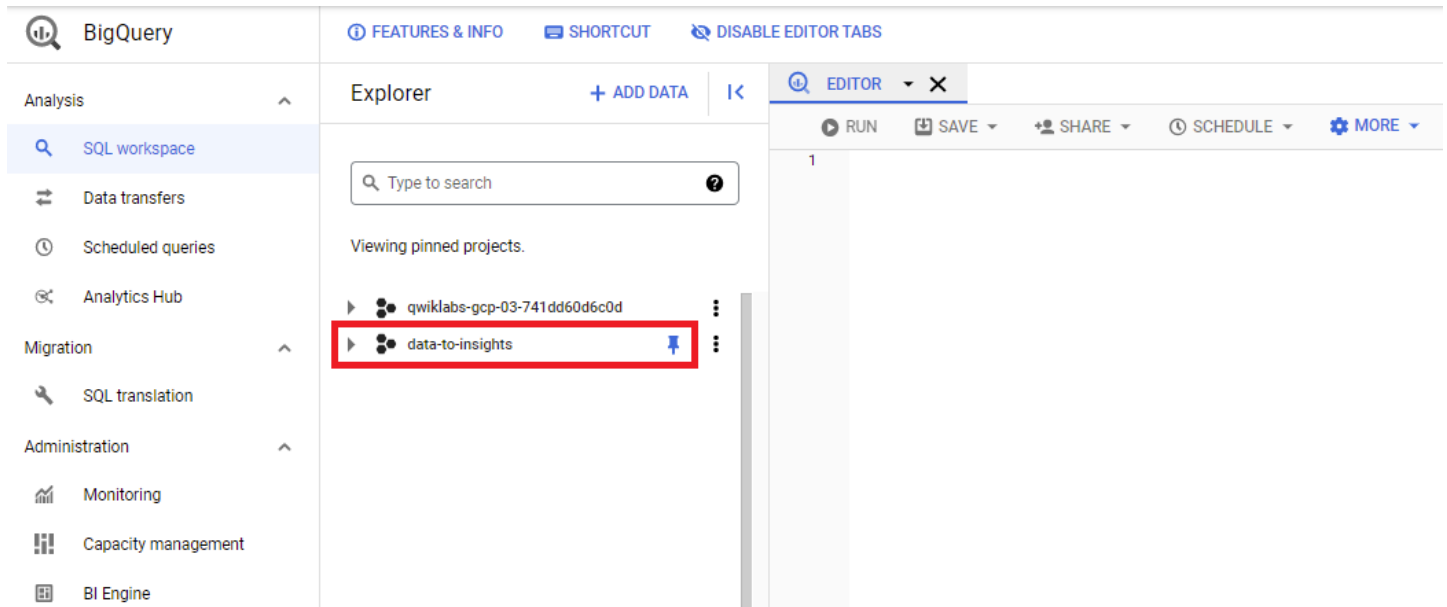 BigQuery
FEATURES & INFO
SHORTCUT
DISABLE EDITOR TABS
Analysis
SQL workspace
Data transfers
Scheduled queries
Analytics Hub
Migration
SQL translation
Administration
Monitoring
Capacity management
BI Engine
Explorer
+ ADD DATA
Type to search
Viewing pinned projects.
qwiklabs-gcp-03-741dd60d6c0d
data-to-insights
EDITOR
RUN
SAVE
SHARE
SCHEDULE
MORE
1